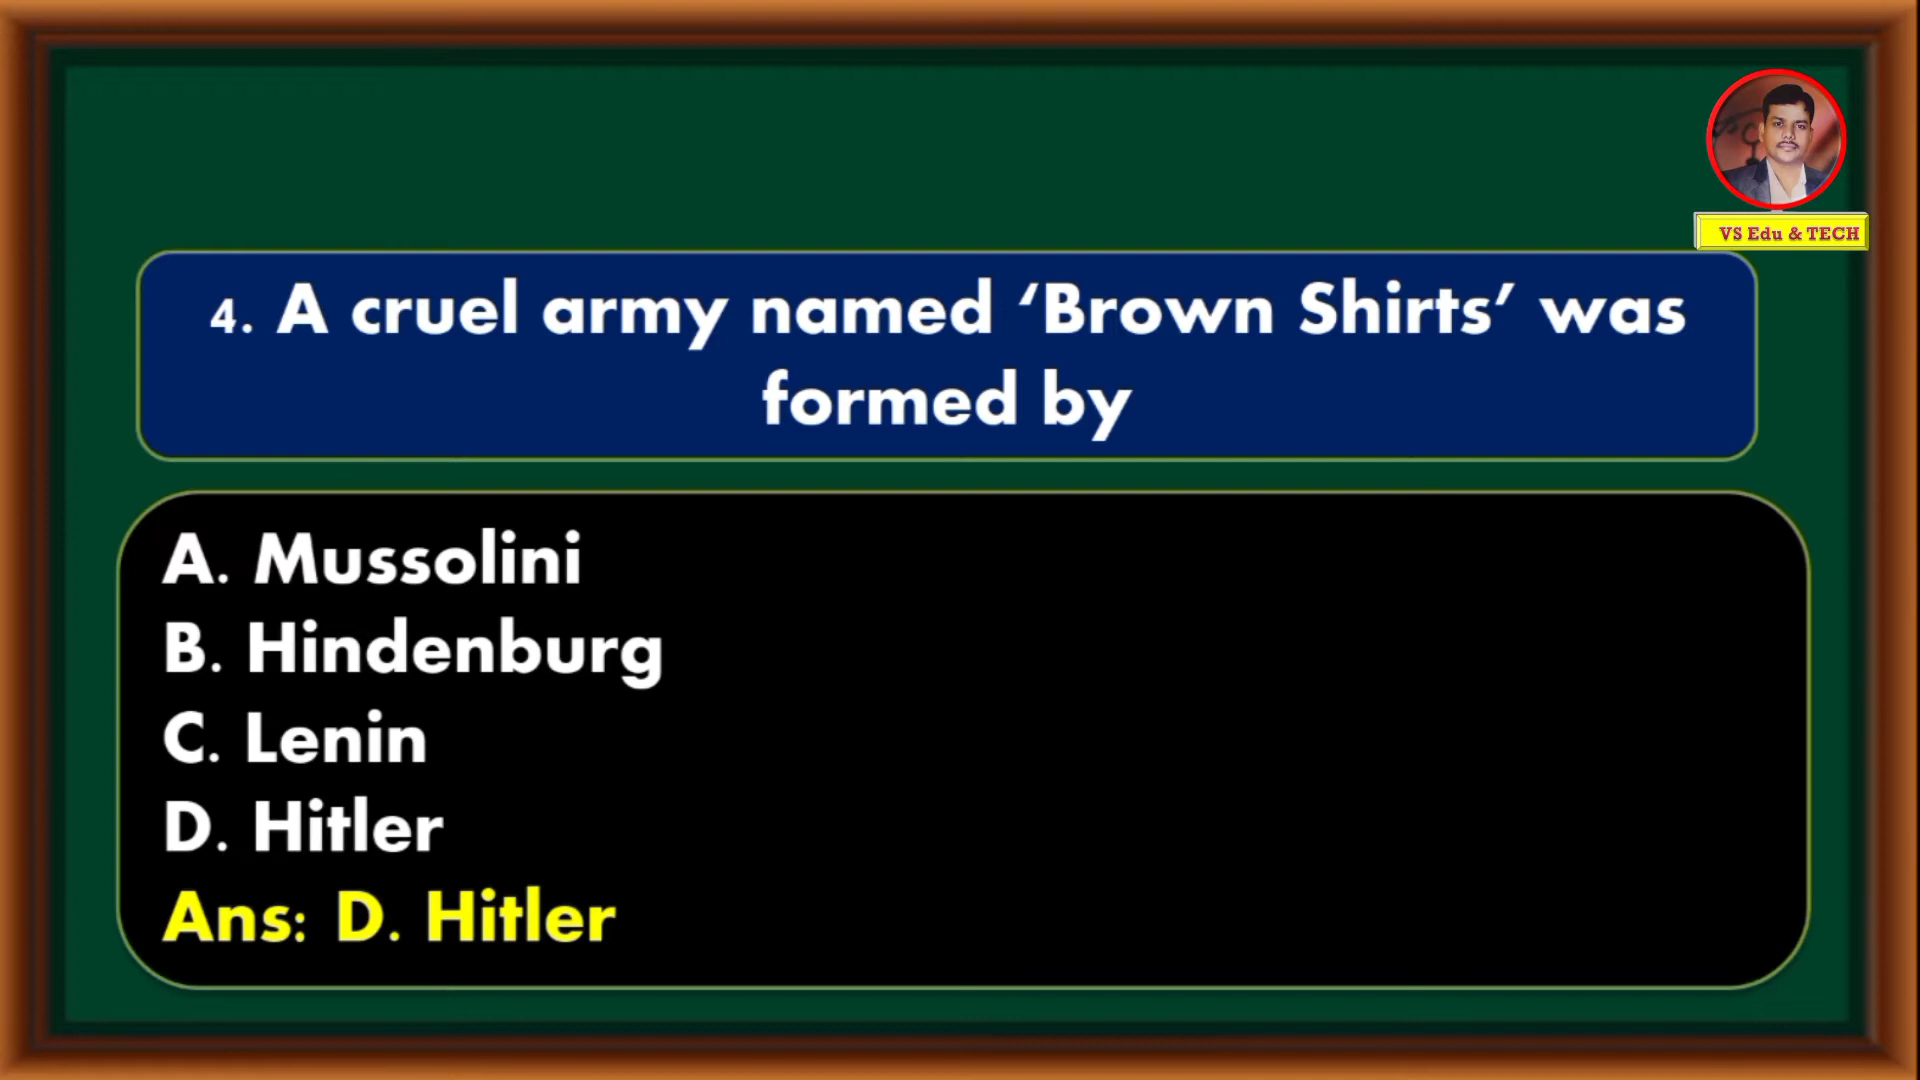 VS Edu & TECH
4. A cruel army named ‘Brown Shirts’ was
formed by
A. Mussolini
B. Hindenburg
C. Lenin
D. Hitler
Ans: D. Hitler